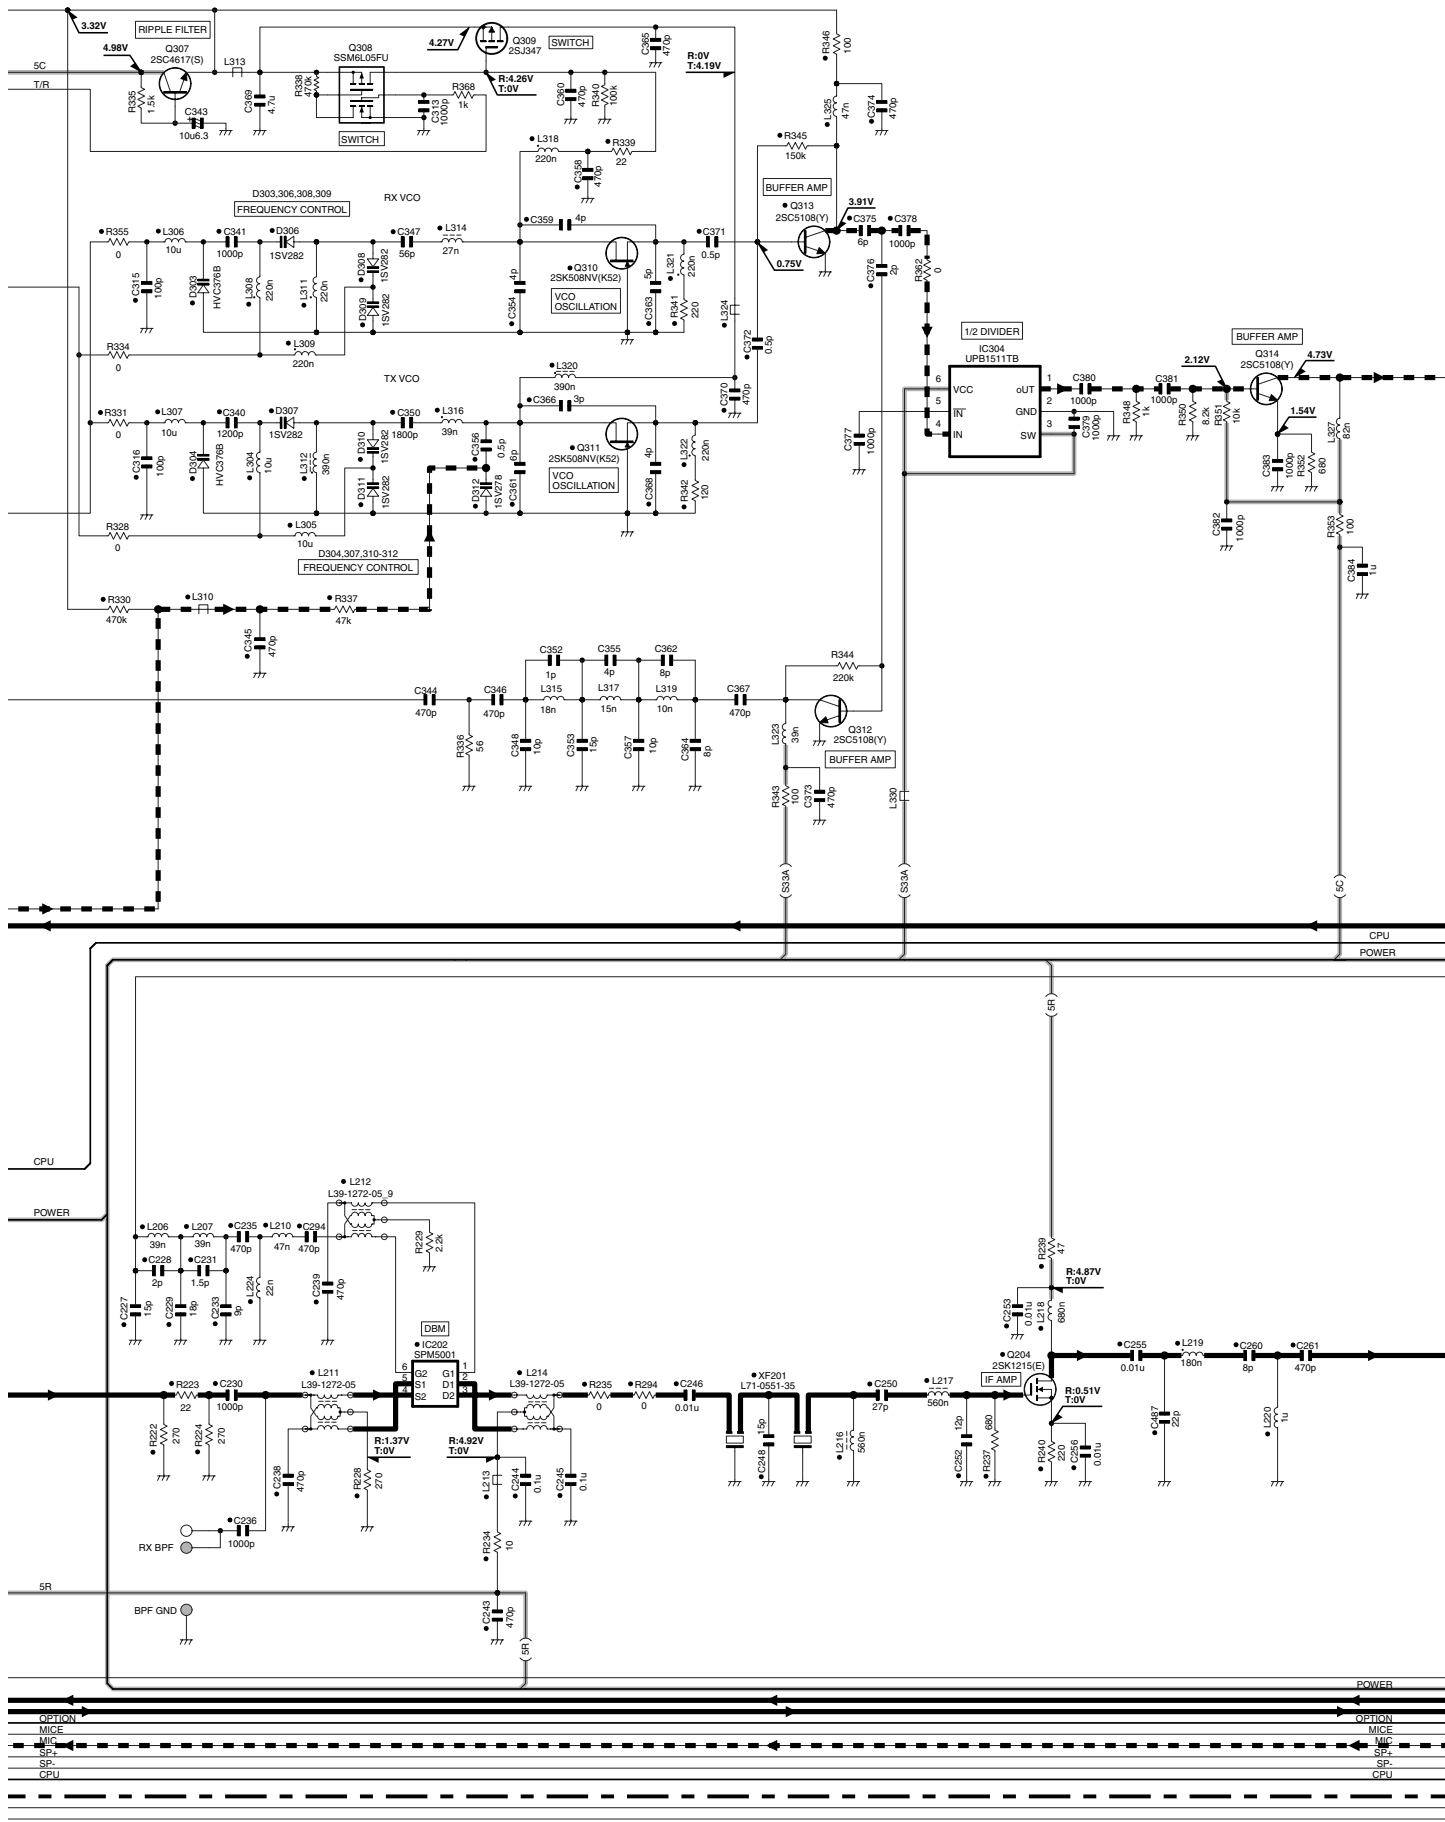 3.32V
RIPPLE FILTER
Q307
2SC4617(S)
4.98V
5C
T/R
R335
1.5k
C343
10u6.3
L313
C369
4.7u
R338
470k
Q308
SSM6L05FU
SWITCH
C313
1000p
R368
1k
4.27V
Q309
2SJ347
SWITCH
R:4.26V
T:0V
C365
470p
R:0V
T:4.19V
C360
470p
R340
100k
L318
220n
R339
22
C358
470p
R346
100
L325
47n
C374
470p
R345
150k
D303,306,308,309
FREQUENCY CONTROL
RX VCO
R355
0
L306
10u
C341
1000p
D306
1SV282
C347
56p
L314
27n
C359
4p
C315
100p
D303
HVC376B
L308
220n
L311
220n
D308
1SV282
D309
1SV282
C354
4p
Q310
2SK508NV(K52)
VCO
OSCILLATION
C363
5p
L321
220n
R341
220
C371
0.5p
L324
C372
0.5p
0.75V
BUFFER AMP
Q313
2SC5108(Y)
3.91V
C375
6p
C378
1000p
C376
2p
R362
0
R334
0
L309
220n
TX VCO
L320
390n
C366
3p
C370
470p
R331
0
L307
10u
C340
1200p
D307
1SV282
C350
1800p
L316
39n
C316
100p
D304
HVC376B
L304
10u
L312
390n
D310
1SV282
D311
1SV282
C356
0.5p
D312
1SV278
C361
6p
Q311
2SK508NV(K52)
VCO
OSCILLATION
C368
4p
L322
220n
R342
120
1/2 DIVIDER
IC304
UPB1511TB
6
VCC
5
IN
4
IN
oUT
1
GND
2
SW
3
C377
1000p
C380
1000p
C379
1000p
R348
1k
C381
1000p
R350
8.2k
R351
10k
2.12V
BUFFER AMP
Q314
2SC5108(Y)
4.73V
1.54V
C383
1000p
R352
680
L327
82n
C382
1000p
R353
100
C384
1u
R328
0
L305
10u
D304,307,310-312
FREQUENCY CONTROL
R330
470k
L310
C345
470p
R337
47k
C344
470p
R336
56
C346
470p
C352
1p
C355
4p
C362
8p
L315
18n
L317
15n
L319
10n
C348
10p
C353
15p
C357
10p
C364
8p
C367
470p
R344
220k
L323
39n
Q312
2SC5108(Y)
BUFFER AMP
R343
100
C373
470p
L330
S33A
S33A
5C
CPU
POWER
5R
CPU
POWER
L206
39n
L207
39n
C235
470p
L210
47n
C294
470p
L212
L39-1272-05_9
R229
2.2k
C228
2p
C231
1.5p
C227
15p
C229
18p
C233
9p
L224
22n
C239
470p
DBM
IC202
SPM5001
6
G2
5
S1
4
S2
1
G1
2
D1
3
D2
R223
22
C230
1000p
R222
270
R224
270
L211
L39-1272-05
C238
470p
R228
270
R:1.37V
T:0V
L214
L39-1272-05
R:4.92V
T:0V
L213
C244
0.1u
C245
0.1u
R235
0
R294
0
C246
0.01u
XF201
L71-0551-35
C248
15p
C250
27p
L216
560n
L217
560n
C252
12p
R237
680
IF AMP
Q204
2SK1215(E)
R239
47
R:4.87V
T:0V
C253
0.01u
L218
680n
R:0.51V
T:0V
R240
220
C256
0.01u
C255
0.01u
L219
180n
C487
22p
C260
8p
L220
1u
C261
470p
C236
1000p
RX BPF
R234
10
5R
BPF GND
C243
470p
5R
POWER
OPTION
OPTION
MICE
MICE
MIC
MIC
SP+
SP+
SP-
SP-
CPU
CPU